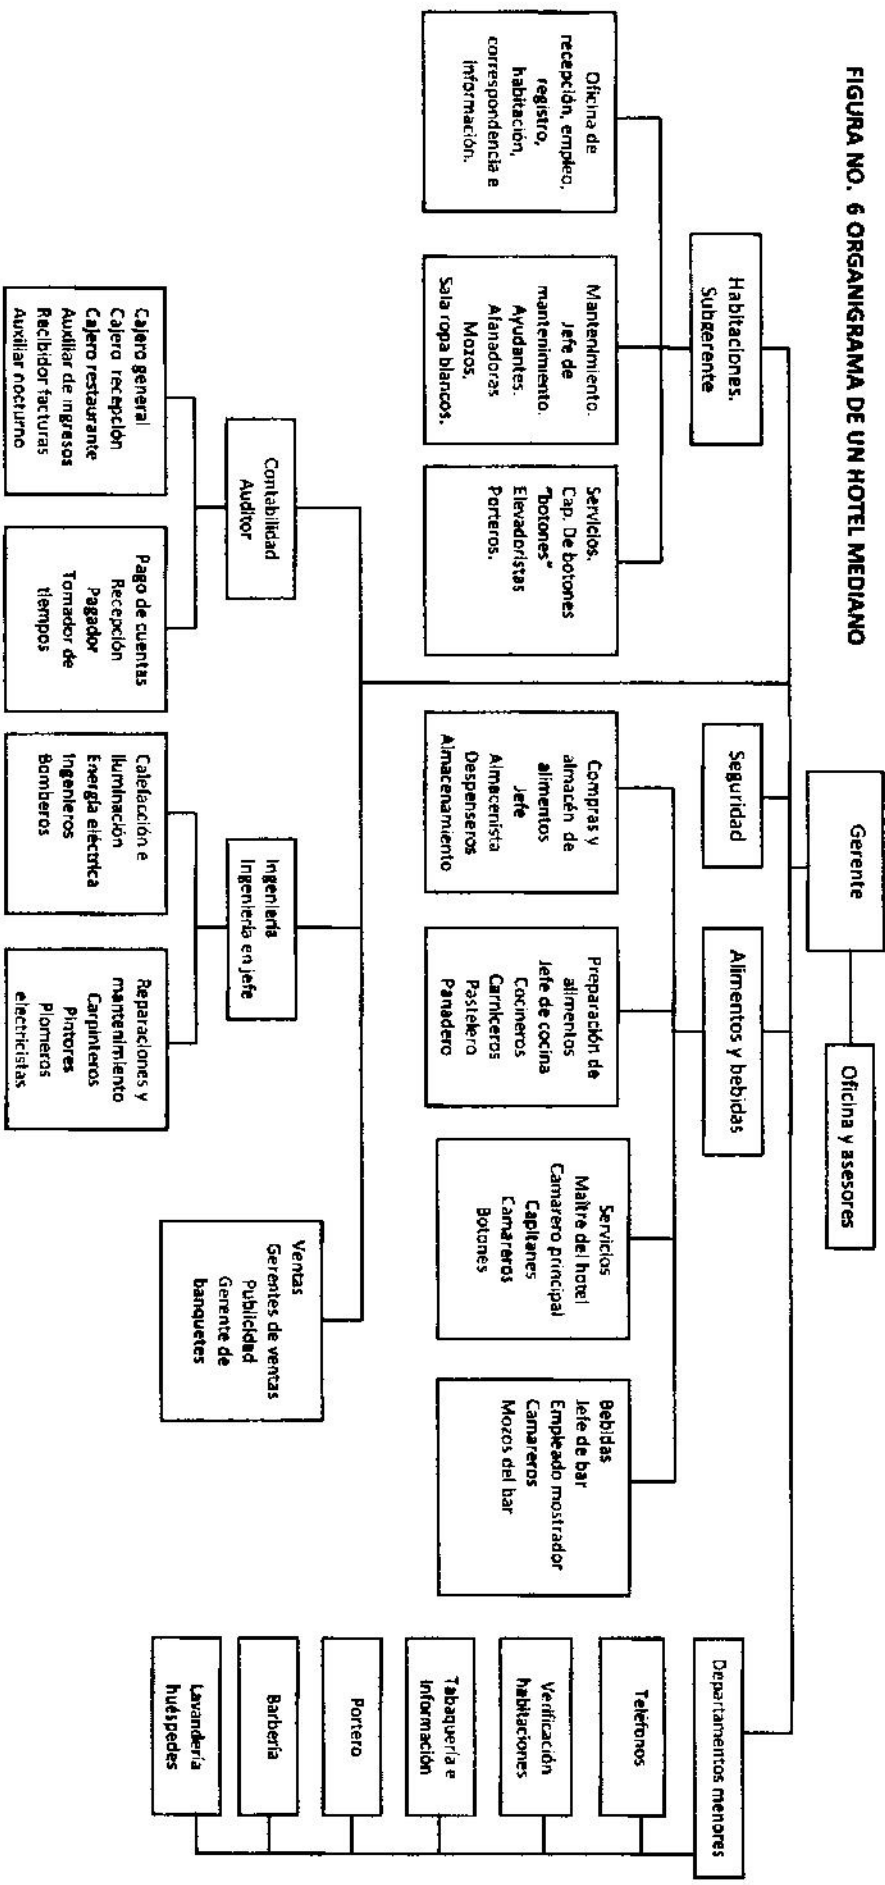 FIGURA NO. 6 ORGANIGRAMA DE UN HOTEL MEDIANO
Gerente
Oficina y asesores
Habitaciones.
Subgerente
Seguridad
Alimentos y bebidas
Departamentos menores
Oficina de
recepción, empleo,
registro,
habitación,
correspondencia e
información.
Mantenimiento.
Jefe de
mantenimiento.
Ayudantes.
Afanadoras
Mozos.
Sala ropa blancos.
Servicios.
Cap. De botones
"botones"
Elevadoristas
Porteros.
Compras y
almacén de
alimentos
Jefe
Almacenista
Despenseros
Almacenamiento
Preparación de
alimentos
Jefe de cocina
Cocineros
Carniceros
Pastelero
Panadero
Servicios
Maitre del hotel
Camarero principal
Capitanes
Camareros
Botones
Bebidas
Jefe de bar
Empleado mostrador
Camareros
Mozos del bar
Teléfonos
Verificación
habitaciones
Tabaquería e
información
Portero
Barbería
Lavandería
huéspedes
Contabilidad
Auditor
Ingeniería
Ingeniería en jefe
Ventas
Gerentes de ventas
Publicidad
Gerente de
banquetes
Cajero general
Cajero recepción
Cajero restaurante
Auxiliar de ingresos
Recibidor facturas
Auxiliar nocturno
Pago de cuentas
Recepción
Pagador
Tomador de
tiempos
Calefacción e
iluminación
Energía eléctrica
Ingenieros
Bomberos
Reparaciones y
mantenimiento
Carpinteros
Pintores
Plomeros
electricistas